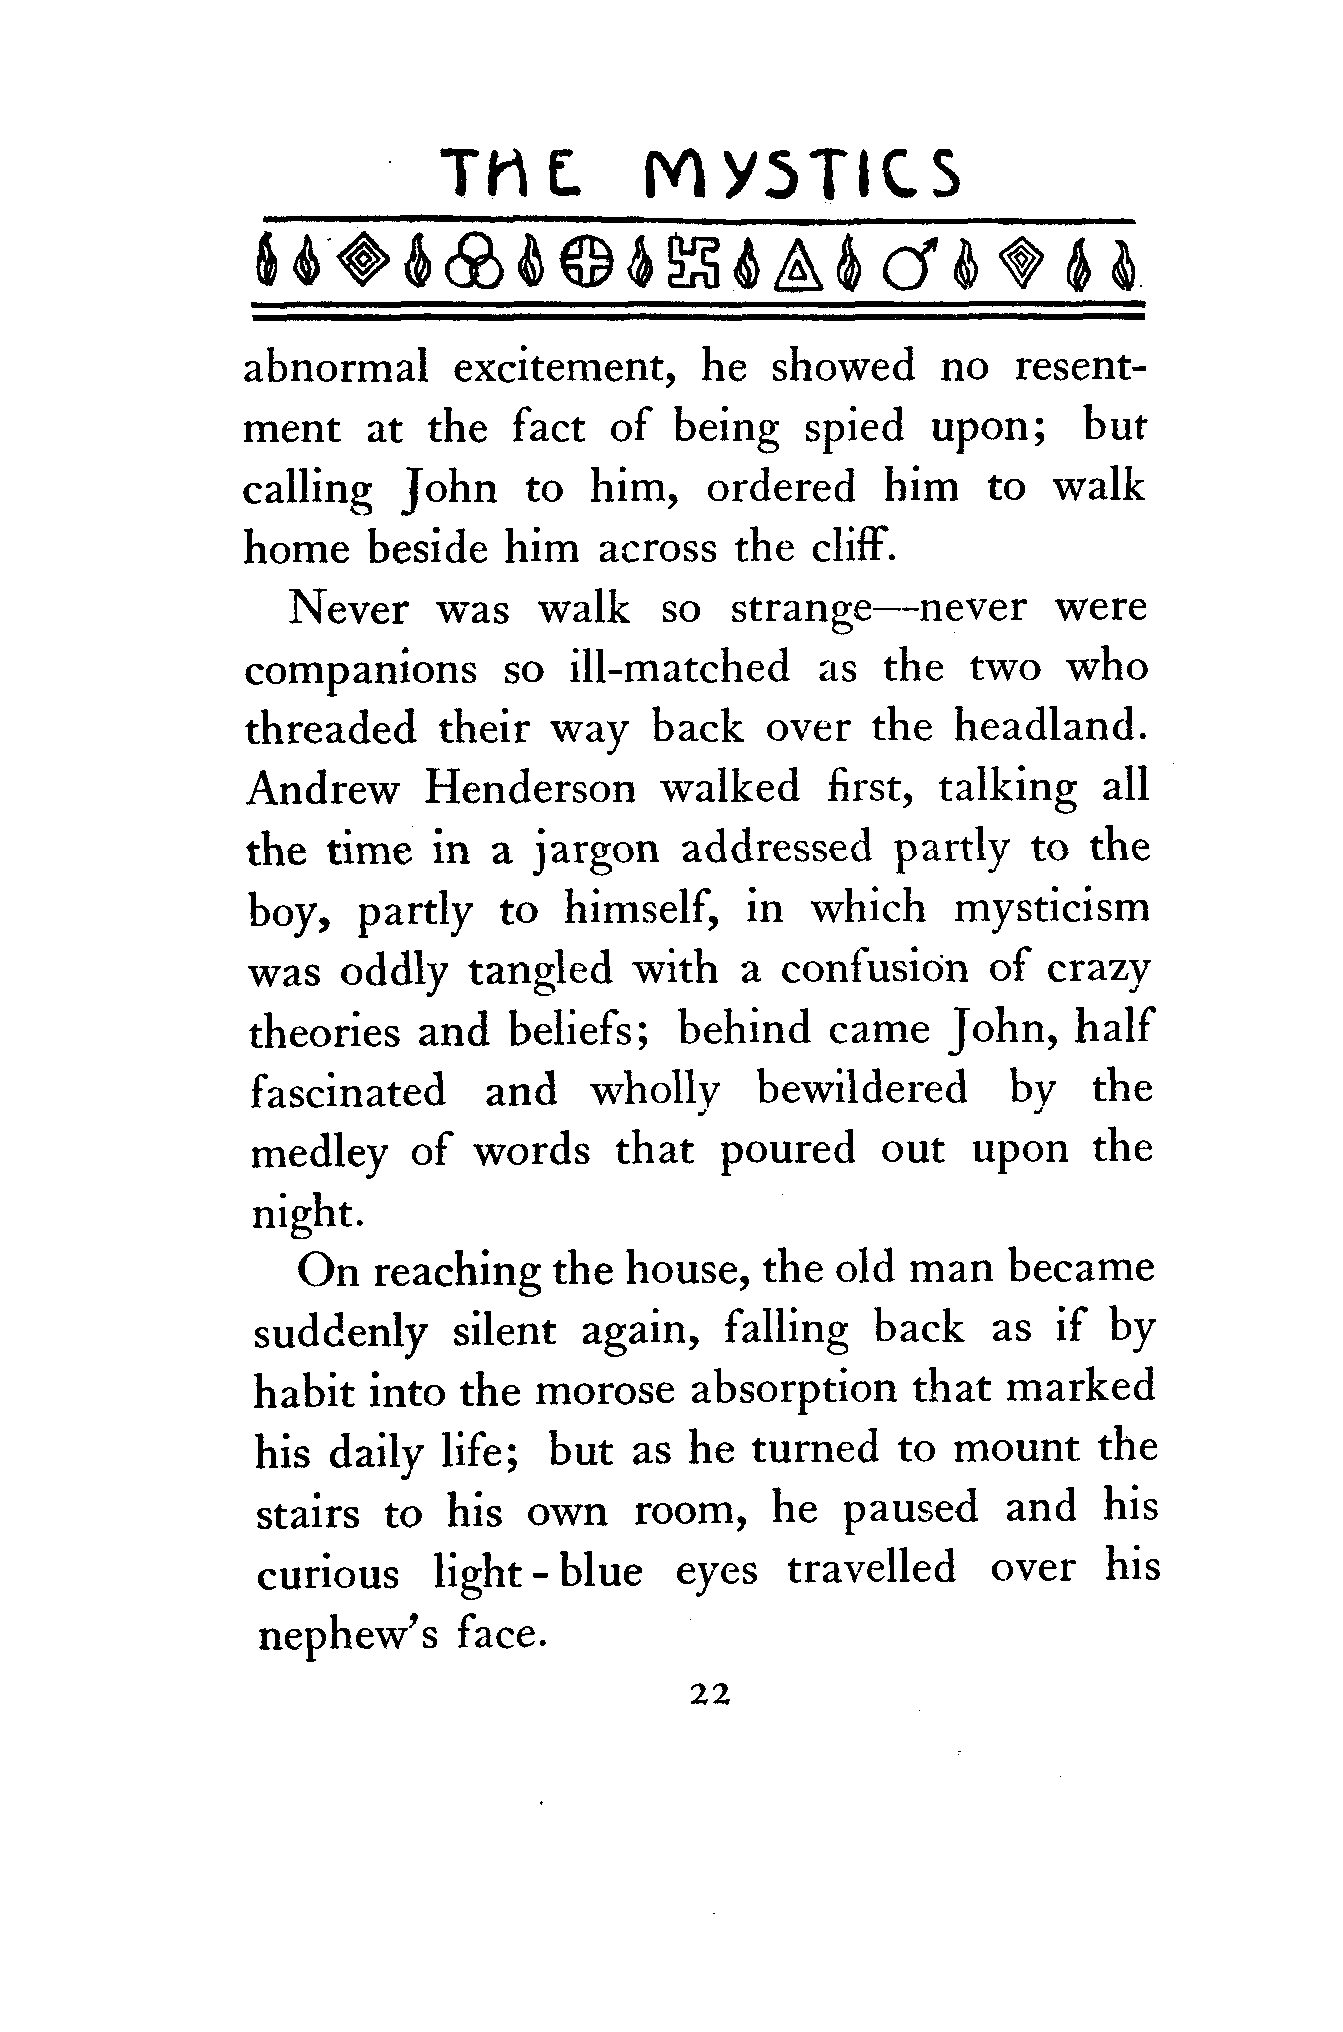 THE MYSTICS
abnormal excitement, he showed no resent-
ment at the fact of being spied upon; but
calling John to him, ordered him to walk
home beside him across the cliff.
Never was walk so strange—never were
companions so ill-matched as the two who
threaded their way back over the headland.
Andrew Henderson walked first, talking all
the time in a jargon addressed partly to the
boy, partly to himself, in which mysticism
was oddly tangled with a confusion of crazy
theories and beliefs; behind came John, half
fascinated and wholly bewildered by the
medley of words that poured out upon the
night.
On reaching the house, the old man became
suddenly silent again, falling back as if by
habit into the morose absorption that marked
his daily life; but as he turned to mount the
stairs to his own room, he paused and his
curious light-blue eyes travelled over his
nephew's face.
22